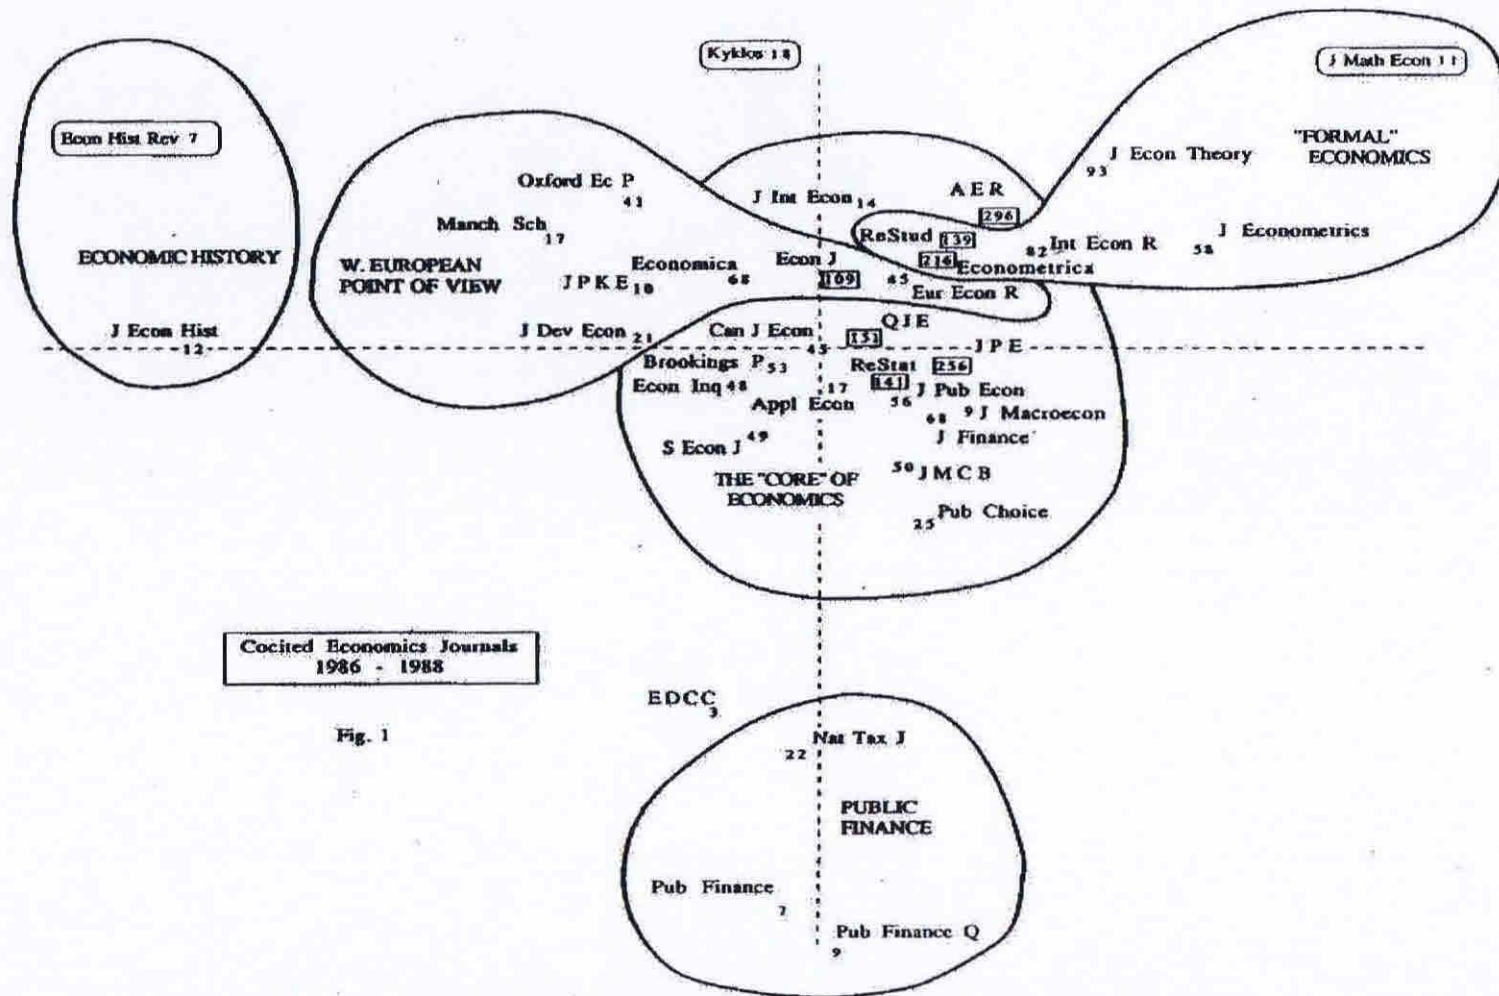 Kyklos 18
J Math Econ 11
Econ Hist Rev 7
"FORMAL"
ECONOMICS
J Econ Theory
93
Oxford Ec P
41
J Int Econ 14
AER
296
Manch Sch
17
ReStud 139
82 Int Econ R
J Econometrics
58
ECONOMIC HISTORY
W. EUROPEAN
POINT OF VIEW
Economica
68
Econ J
109
216 Econometrica
JPKE 10
45
Eur Econ R
J Econ Hist
12
J Dev Econ 21
Can J Econ
45
QJE
151
JPE
256
Brookings P 53
ReStat
141
Econ Inq 48
Appl Econ
17
56 J Pub Econ
68
9 J Macroecon
J Finance
S Econ J 49
50 JMCB
THE "CORE" OF
ECONOMICS
25 Pub Choice
Cocited Economics Journals
1986 - 1988
Fig. 1
EDCC
3
Nat Tax J
22
PUBLIC
FINANCE
Pub Finance
7
Pub Finance Q
9